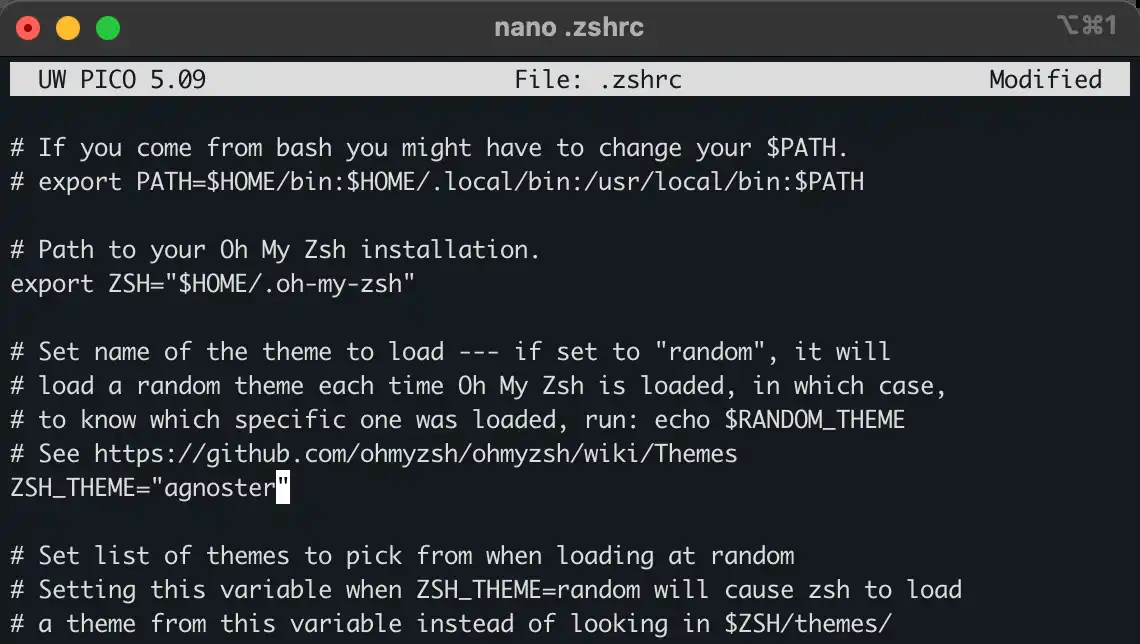 nano .zshrc ⌥⌘1
UW PICO 5.09 File: .zshrc Modified
# If you come from bash you might have to change your $PATH.
# export PATH=$HOME/bin:$HOME/.local/bin:/usr/local/bin:$PATH
# Path to your Oh My Zsh installation.
export ZSH="$HOME/.oh-my-zsh"
# Set name of the theme to load --- if set to "random", it will
# load a random theme each time Oh My Zsh is loaded, in which case,
# to know which specific one was loaded, run: echo $RANDOM_THEME
# See https://github.com/ohmyzsh/ohmyzsh/wiki/Themes
ZSH_THEME="agnoster"
# Set list of themes to pick from when loading at random
# Setting this variable when ZSH_THEME=random will cause zsh to load
# a theme from this variable instead of looking in $ZSH/themes/